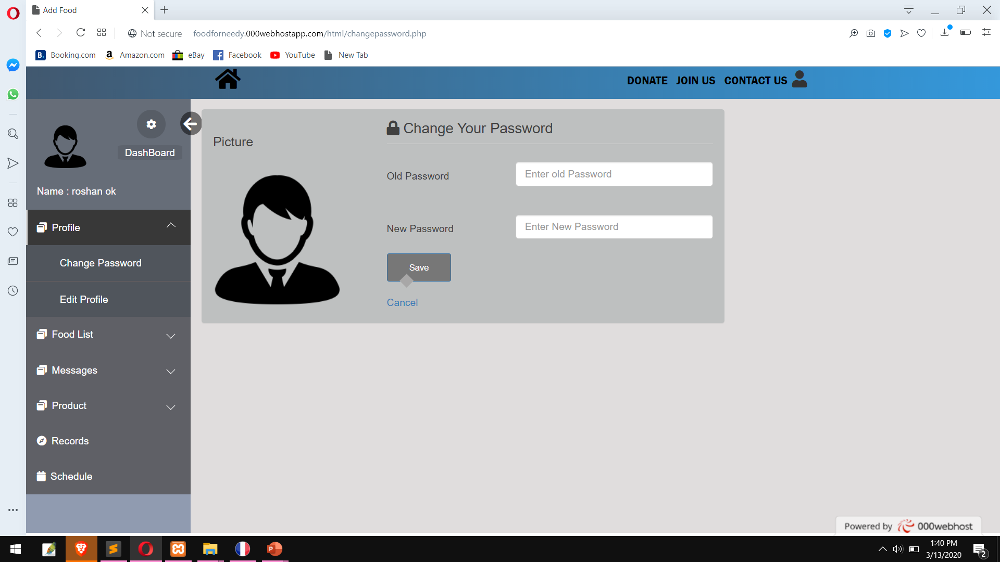 Add Food
Not secure foodforneedy.000webhostapp.com/html/changepassword.php
B. Booking.com a Amazon.com eBay Facebook YouTube New Tab
DONATE JOIN US CONTACT US
DashBoard
Name : roshan ok
Profile
Change Password
Edit Profile
Food List
Messages
Product
Records
Schedule
Picture
Change Your Password
Old Password Enter old Password
New Password Enter New Password
Save
Cancel
Powered by 000webhost
1:40 PM
3/13/2020
2